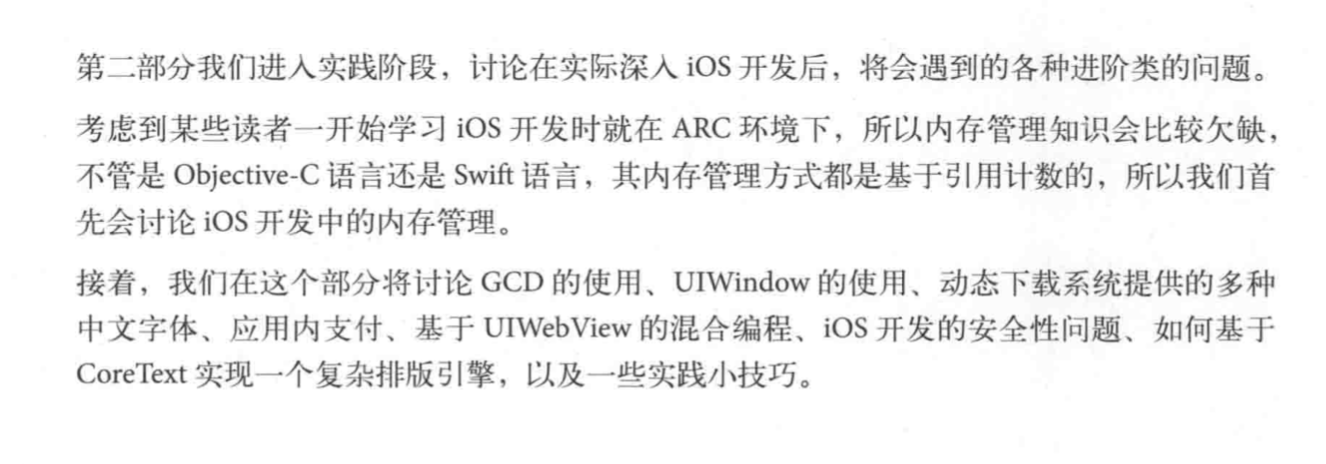 第二部分我们进入实践阶段，讨论在实际深入 iOS 开发后，将会遇到的各种进阶类的问题。
考虑到某些读者一开始学习 iOS 开发时就在 ARC 环境下，所以内存管理知识会比较欠缺，
不管是 Objective-C 语言还是 Swift 语言，其内存管理方式都是基于引用计数的，所以我们首
先会讨论 iOS 开发中的内存管理。
接着，我们在这个部分将讨论 GCD 的使用、UIWindow 的使用、动态下载系统提供的多种
中文字体、应用内支付、基于 UIWebView 的混合编程、iOS 开发的安全性问题、如何基于
CoreText 实现一个复杂排版引擎，以及一些实践小技巧。